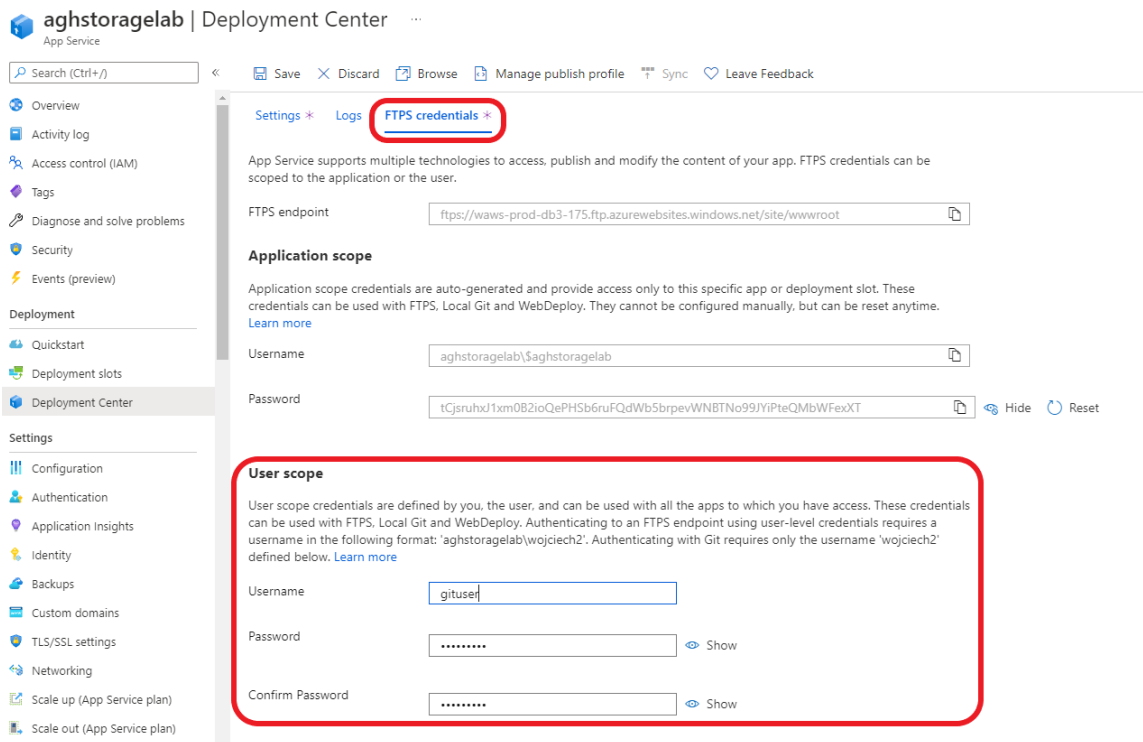 aghstoragelab | Deployment Center ...
App Service
Search (Ctrl+/)
«
Save
Discard
Browse
Manage publish profile
Sync
Leave Feedback
Overview
Activity log
Access control (IAM)
Tags
Diagnose and solve problems
Security
Events (preview)
Deployment
Quickstart
Deployment slots
Deployment Center
Settings
Configuration
Authentication
Application Insights
Identity
Backups
Custom domains
TLS/SSL settings
Networking
Scale up (App Service plan)
Scale out (App Service plan)
Settings *
Logs
FTPS credentials *
App Service supports multiple technologies to access, publish and modify the content of your app. FTPS credentials can be
scoped to the application or the user.
FTPS endpoint
ftps://waws-prod-db3-175.ftp.azurewebsites.windows.net/site/wwwroot
Application scope
Application scope credentials are auto-generated and provide access only to this specific app or deployment slot. These
credentials can be used with FTPS, Local Git and WebDeploy. They cannot be configured manually, but can be reset anytime.
Learn more
Username
aghstoragelab\$aghstoragelab
Password
tCjsruhxJ1xm0B2ioQePHSb6ruFQdWb5brpevWNBTNo99JYiPteQMbWFexXT
Hide
Reset
User scope
User scope credentials are defined by you, the user, and can be used with all the apps to which you have access. These credentials
can be used with FTPS, Local Git and WebDeploy. Authenticating to an FTPS endpoint using user-level credentials requires a
username in the following format: 'aghstoragelab\wojciech2'. Authenticating with Git requires only the username 'wojciech2'
defined below. Learn more
Username
gituser
Password
•••••••••
Show
Confirm Password
•••••••••
Show